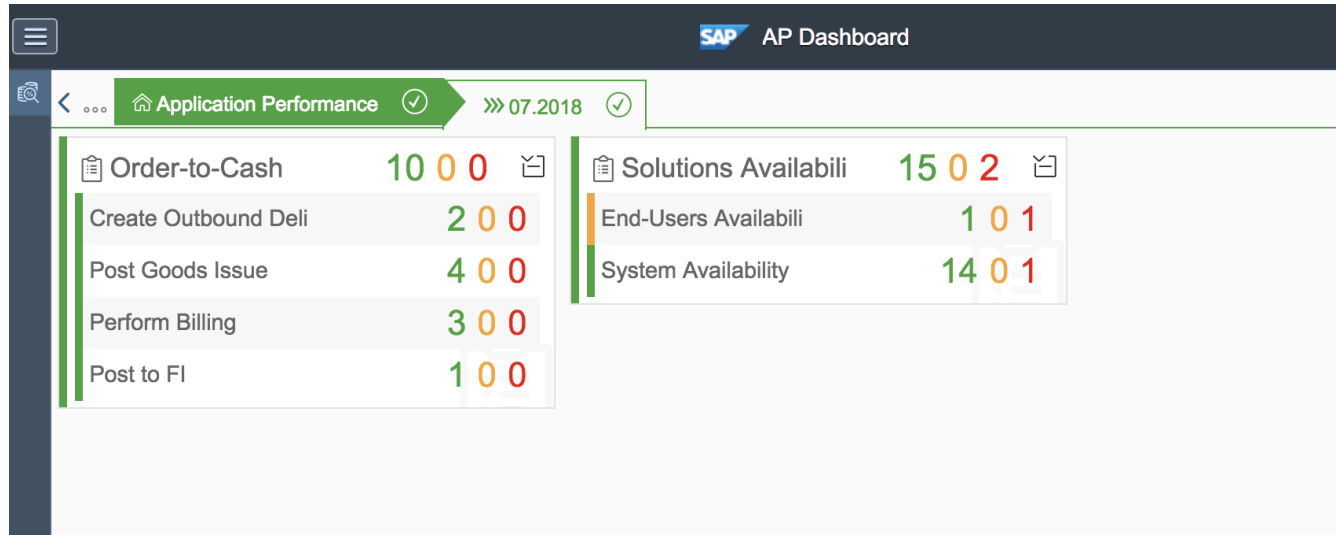 SAP AP Dashboard
Application Performance 07.2018
Order-to-Cash 10 0 0
Create Outbound Deli 2 0 0
Post Goods Issue 4 0 0
Perform Billing 3 0 0
Post to FI 1 0 0
Solutions Availabili 15 0 2
End-Users Availabili 1 0 1
System Availability 14 0 1